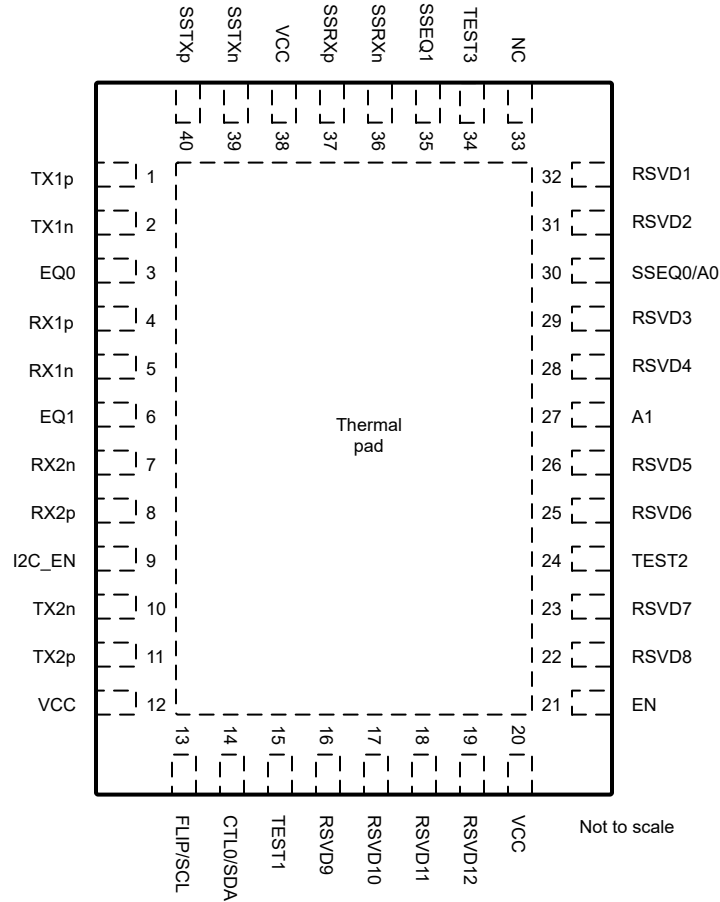 SSTXp
SSTXn
VCC
SSRXp
SSRXn
SSEQ1
TEST3
NC
40
39
38
37
36
35
34
33
TX1p 1
TX1n 2
EQ0 3
RX1p 4
RX1n 5
EQ1 6
RX2n 7
RX2p 8
I2C_EN 9
TX2n 10
TX2p 11
VCC 12
Thermal
pad
32 RSVD1
31 RSVD2
30 SSEQ0/A0
29 RSVD3
28 RSVD4
27 A1
26 RSVD5
25 RSVD6
24 TEST2
23 RSVD7
22 RSVD8
21 EN
13
14
15
16
17
18
19
20
FLIP/SCL
CTL0/SDA
TEST1
RSVD9
RSVD10
RSVD11
RSVD12
VCC
Not to scale